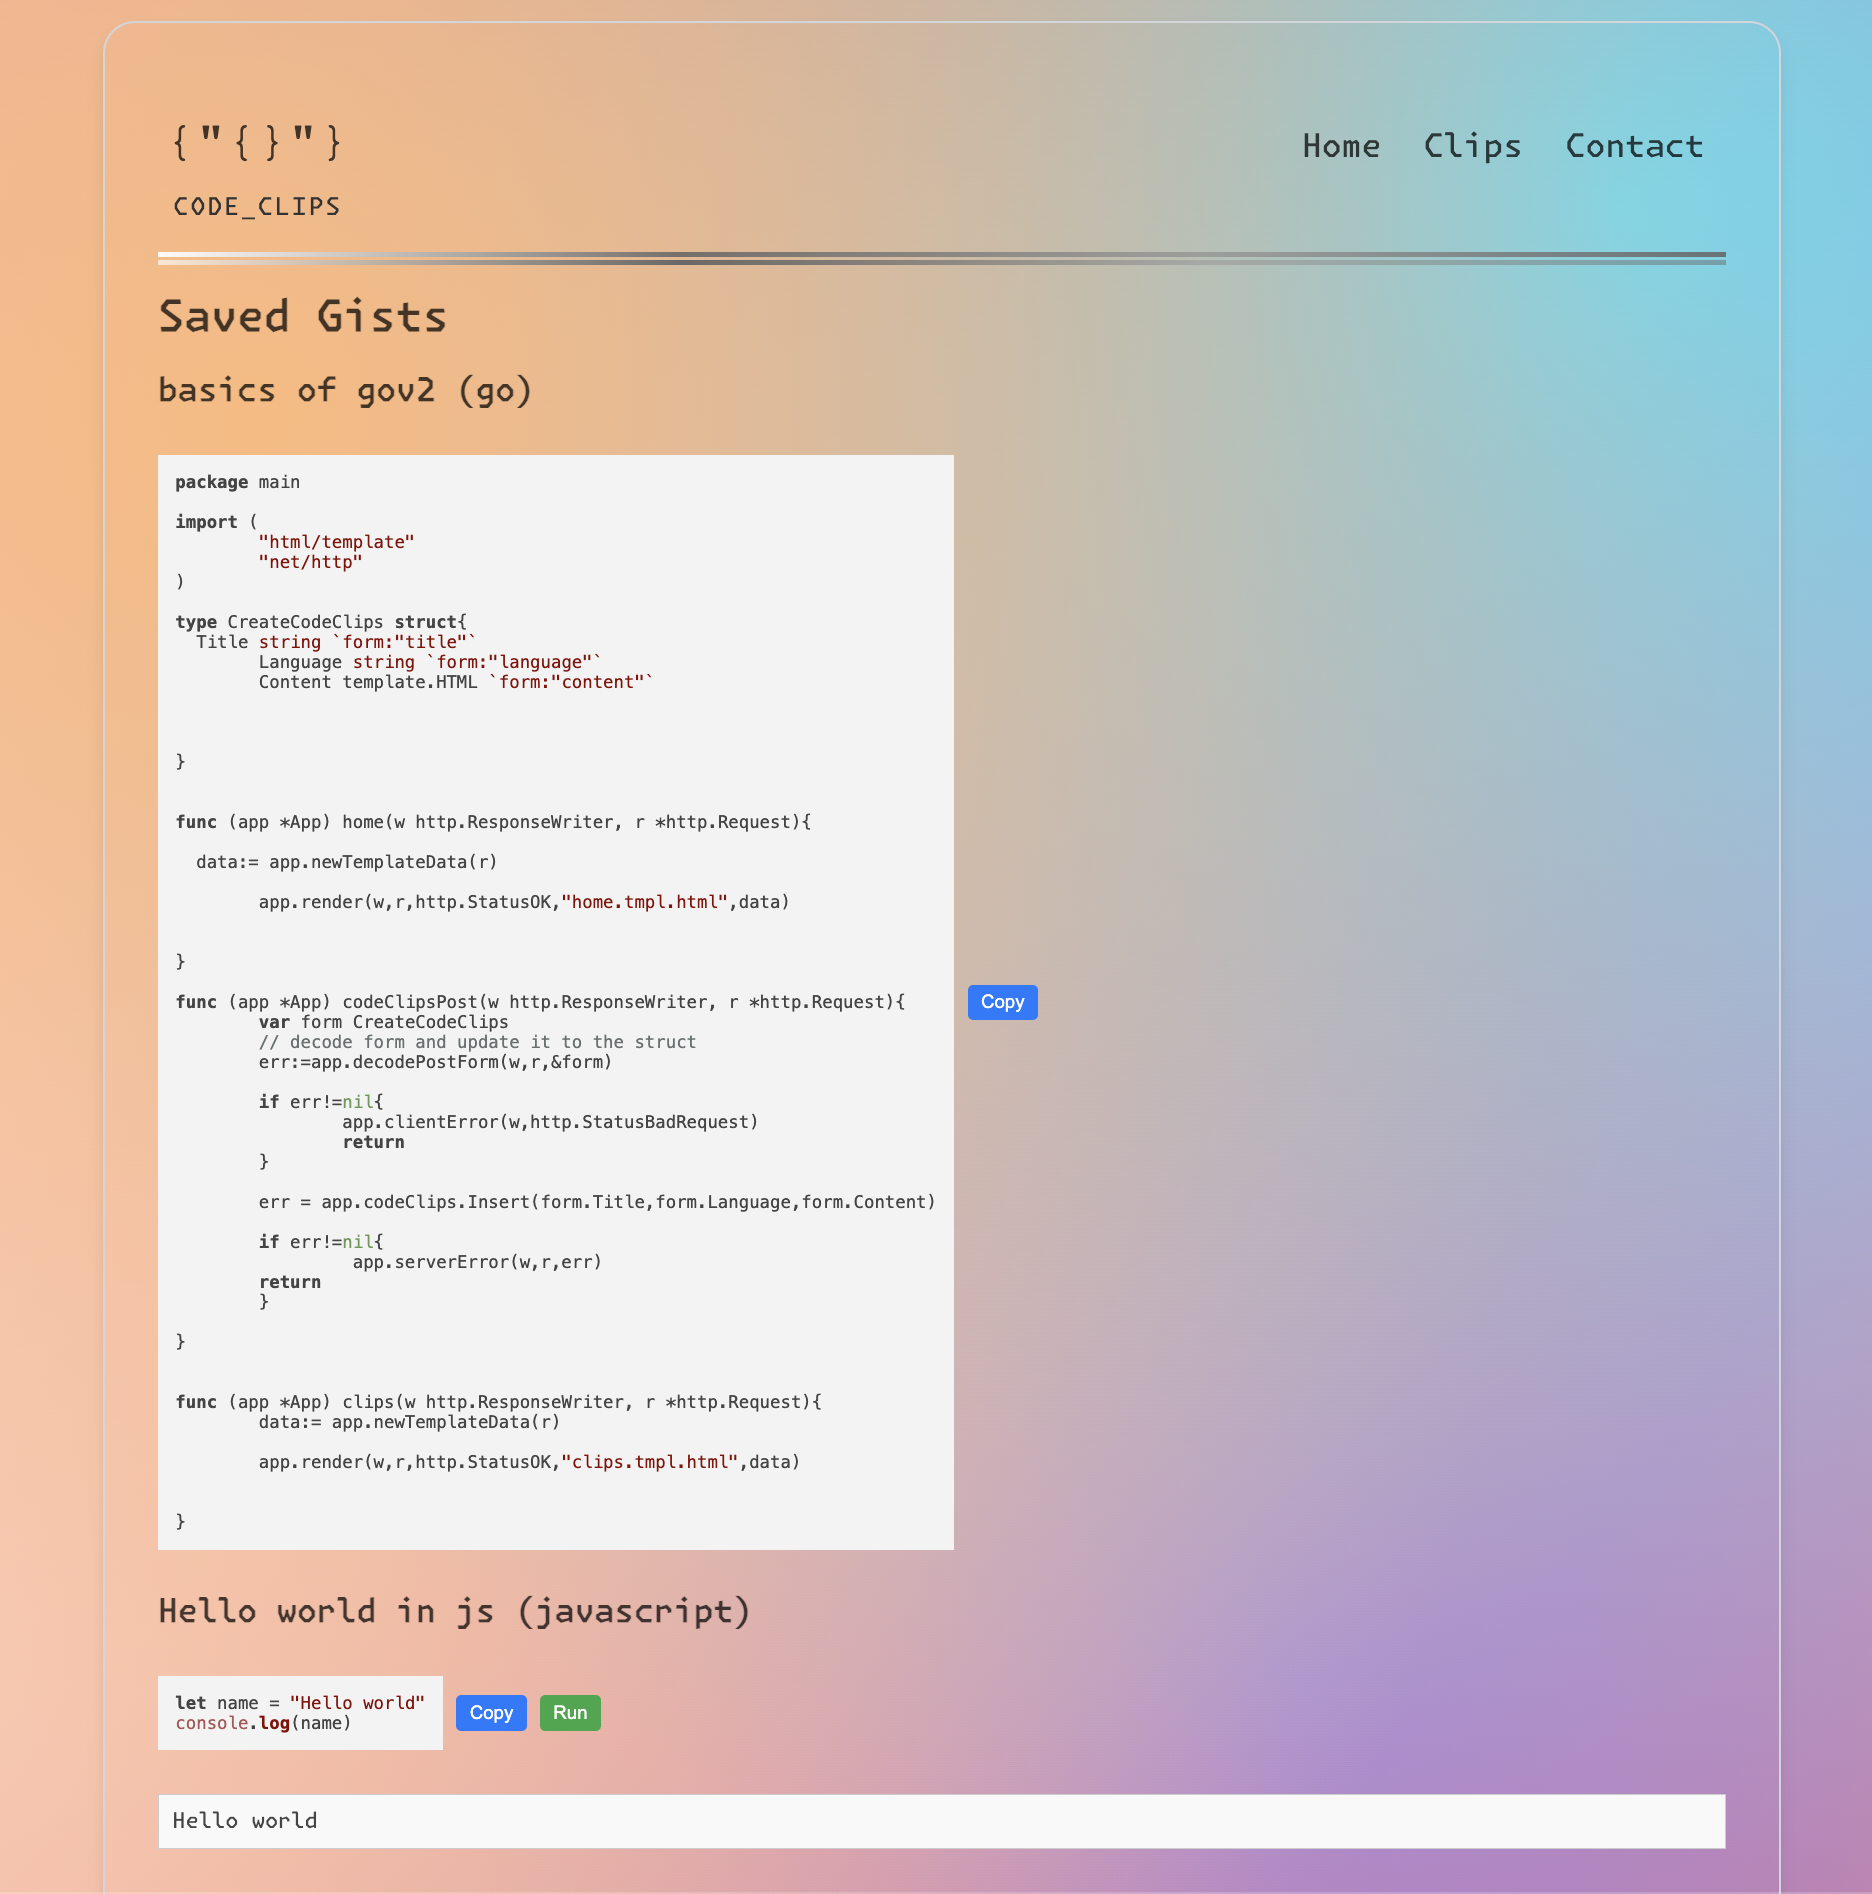 {"{}"}
CODE_CLIPS
Home Clips Contact
Saved Gists
basics of gov2 (go)
package main
import (
"html/template"
"net/http"
)
type CreateCodeClips struct{
Title string `form:"title"`
Language string `form:"language"`
Content template.HTML `form:"content"`
}
func (app *App) home(w http.ResponseWriter, r *http.Request){
data:= app.newTemplateData(r)
app.render(w,r,http.StatusOK,"home.tmpl.html",data)
}
func (app *App) codeClipsPost(w http.ResponseWriter, r *http.Request){
var form CreateCodeClips
// decode form and update it to the struct
err:=app.decodePostForm(w,r,&form)
if err!=nil{
app.clientError(w,http.StatusBadRequest)
return
}
err = app.codeClips.Insert(form.Title,form.Language,form.Content)
if err!=nil{
app.serverError(w,r,err)
return
}
}
func (app *App) clips(w http.ResponseWriter, r *http.Request){
data:= app.newTemplateData(r)
app.render(w,r,http.StatusOK,"clips.tmpl.html",data)
}
Copy
Hello world in js (javascript)
let name = "Hello world"
console.log(name)
Copy Run
Hello world